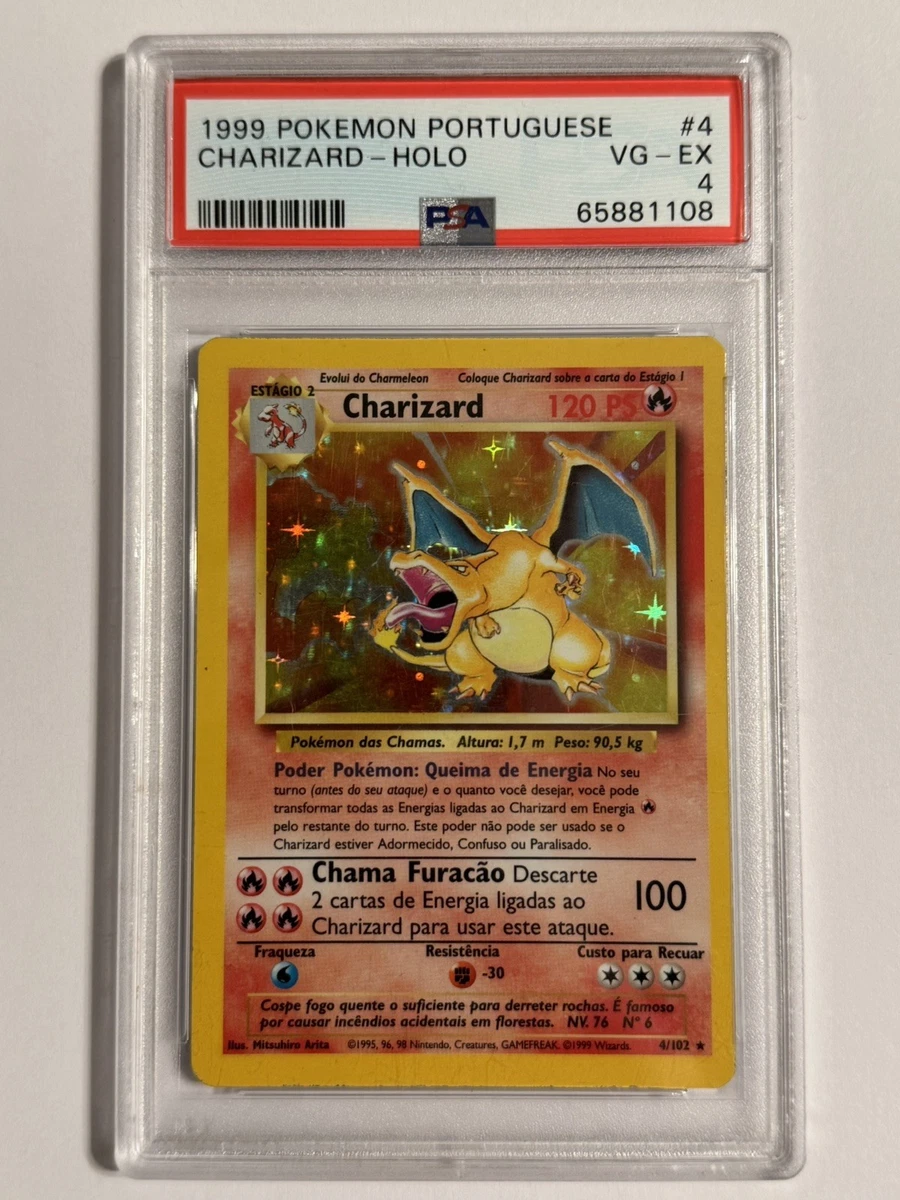 1999 POKEMON PORTUGUESE #4
CHARIZARD – HOLO VG – EX
4
PSA 65881108
Evolui do Charmeleon Coloque Charizard sobre a carta do Estágio 1
ESTÁGIO 2
Charizard 120 PS
Pokémon das Chamas. Altura: 1,7 m Peso: 90,5 kg
Poder Pokémon: Queima de Energia No seu
turno (antes do seu ataque) e o quanto você desejar, você pode
transformar todas as Energias ligadas ao Charizard em Energia
pelo restante do turno. Este poder não pode ser usado se o
Charizard estiver Adormecido, Confuso ou Paralisado.
Chama Furacão Descarte
2 cartas de Energia ligadas ao 100
Charizard para usar este ataque.
Fraqueza Resistência Custo para Recuar
-30
Cospe fogo quente o suficiente para derreter rochas. É famoso
por causar incêndios acidentais em florestas. NV. 76 Nº 6
Ilus. Mitsuhiro Arita ©1995, 96, 98 Nintendo, Creatures, GAMEFREAK. ©1999 Wizards. 4/102 ★